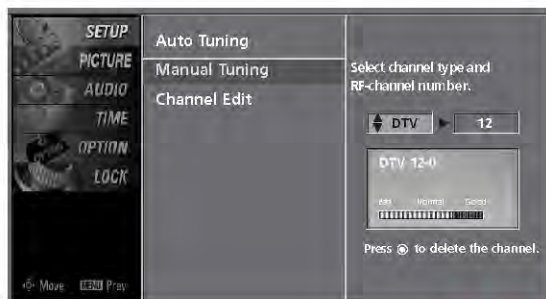 SETUP
PICTURE
AUDIO
TIME
OPTION
LOCK
Move MENU Prev
Auto Tuning
Manual Tuning
Channel Edit
Select channel type and
RF-channel number.
DTV 12
DTV 12-0
Bad Normal Good
Press to delete the channel.